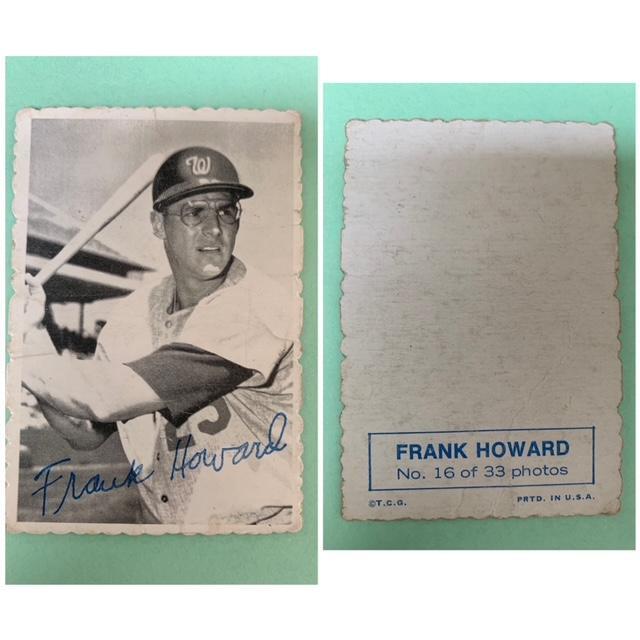 W
S
Frank Howard
FRANK HOWARD
No. 16 of 33 photos
©T.C.G.
PRTD. IN U.S.A.